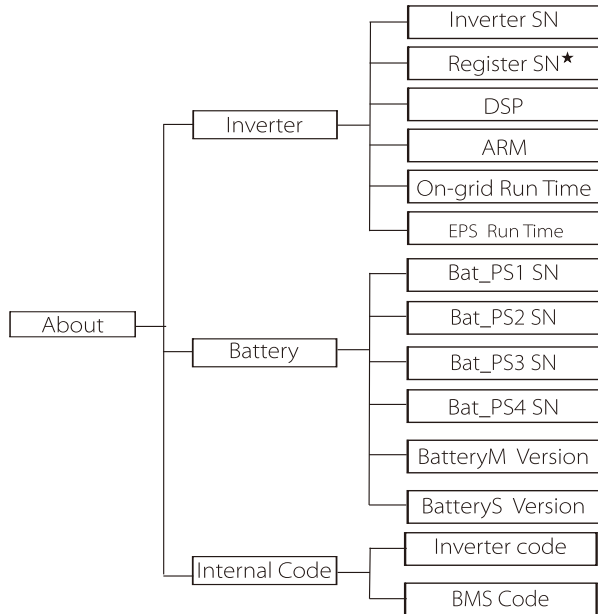 About
Inverter
Inverter SN
Register SN★
DSP
ARM
On-grid Run Time
EPS Run Time
Battery
Bat_PS1 SN
Bat_PS2 SN
Bat_PS3 SN
Bat_PS4 SN
BatteryM Version
BatteryS Version
Internal Code
Inverter code
BMS Code